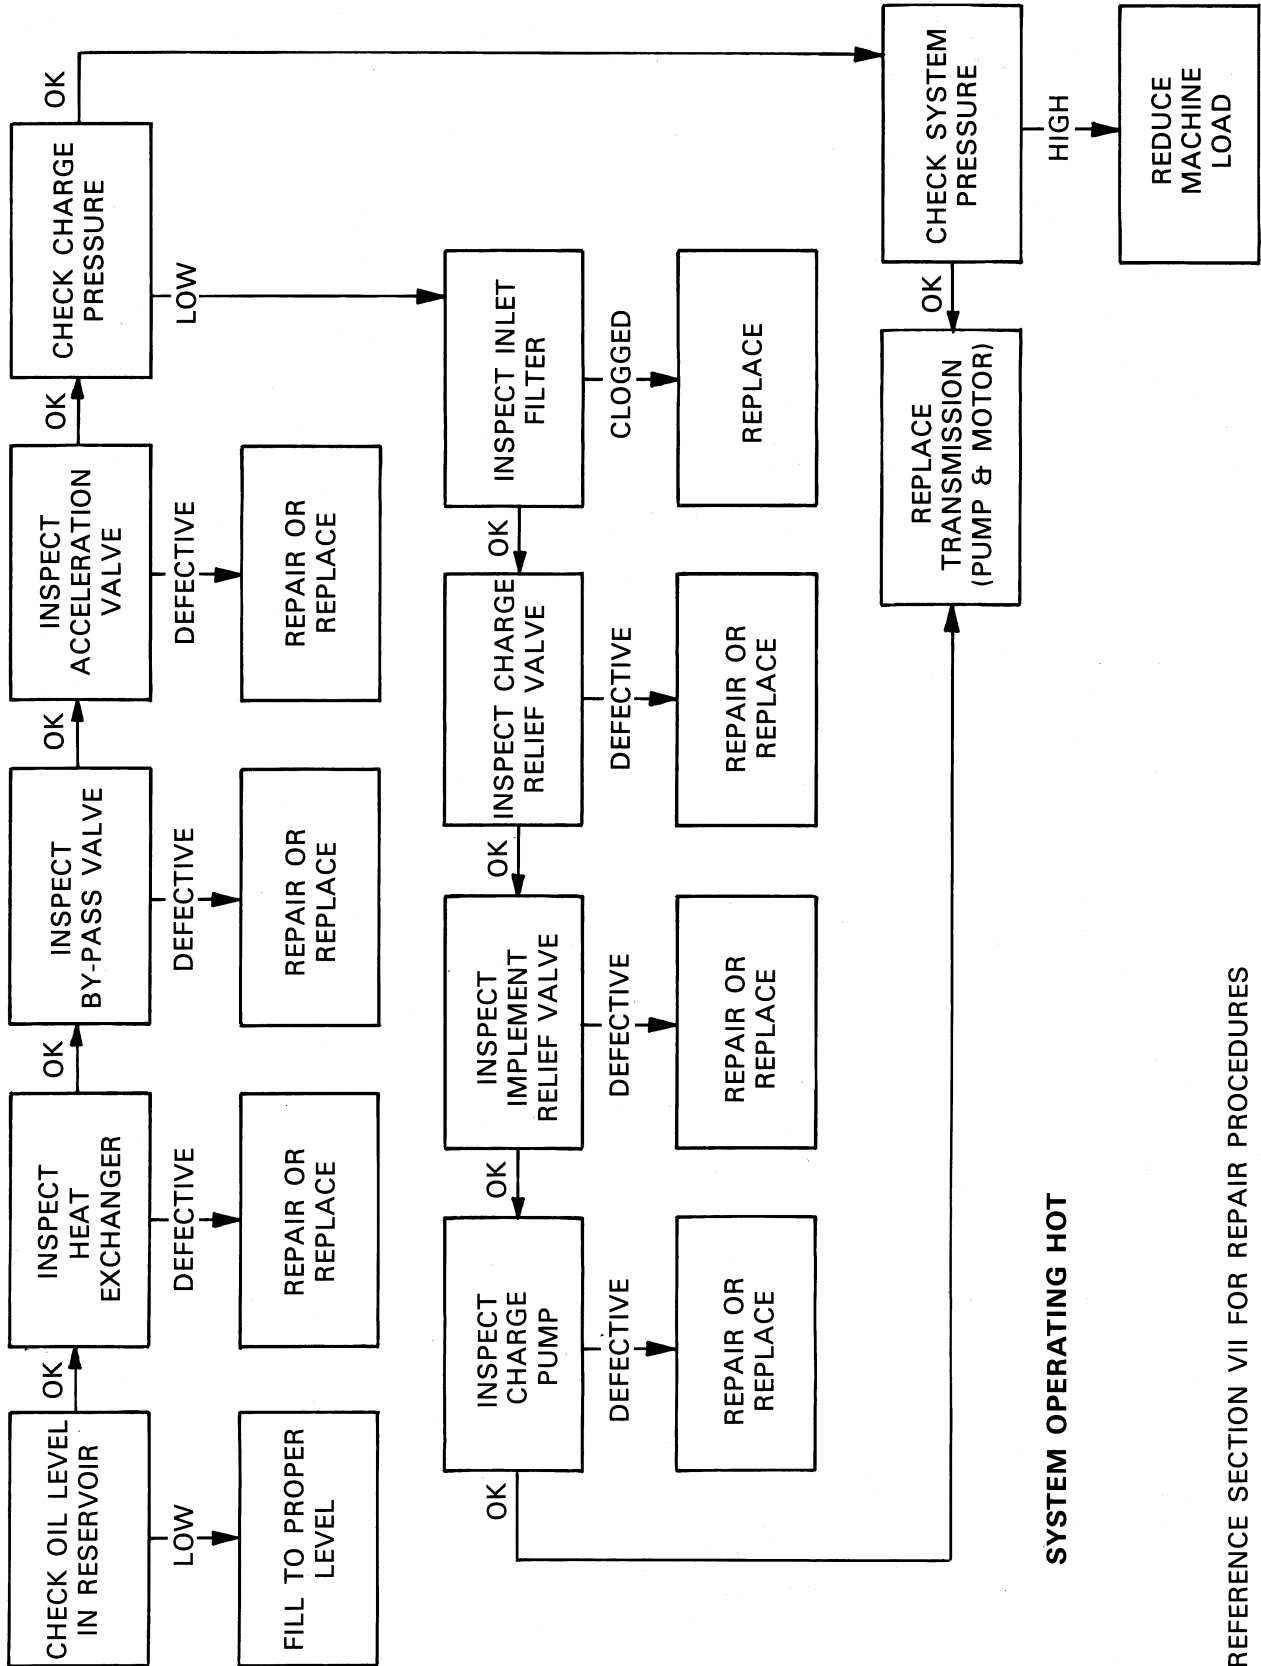 CHECK OIL LEVEL
IN RESERVOIR
OK
LOW
FILL TO PROPER
LEVEL
INSPECT
HEAT
EXCHANGER
OK
DEFECTIVE
REPAIR OR
REPLACE
INSPECT
BY-PASS VALVE
OK
DEFECTIVE
REPAIR OR
REPLACE
INSPECT
ACCELERATION
VALVE
OK
DEFECTIVE
REPAIR OR
REPLACE
CHECK CHARGE
PRESSURE
OK
LOW
INSPECT INLET
FILTER
OK
CLOGGED
REPLACE
INSPECT CHARGE
RELIEF VALVE
OK
DEFECTIVE
REPAIR OR
REPLACE
INSPECT
IMPLEMENT
RELIEF VALVE
OK
DEFECTIVE
REPAIR OR
REPLACE
INSPECT
CHARGE
PUMP
OK
DEFECTIVE
REPAIR OR
REPLACE
CHECK SYSTEM
PRESSURE
OK
HIGH
REDUCE
MACHINE
LOAD
REPLACE
TRANSMISSION
(PUMP & MOTOR)
SYSTEM OPERATING HOT
REFERENCE SECTION VII FOR REPAIR PROCEDURES